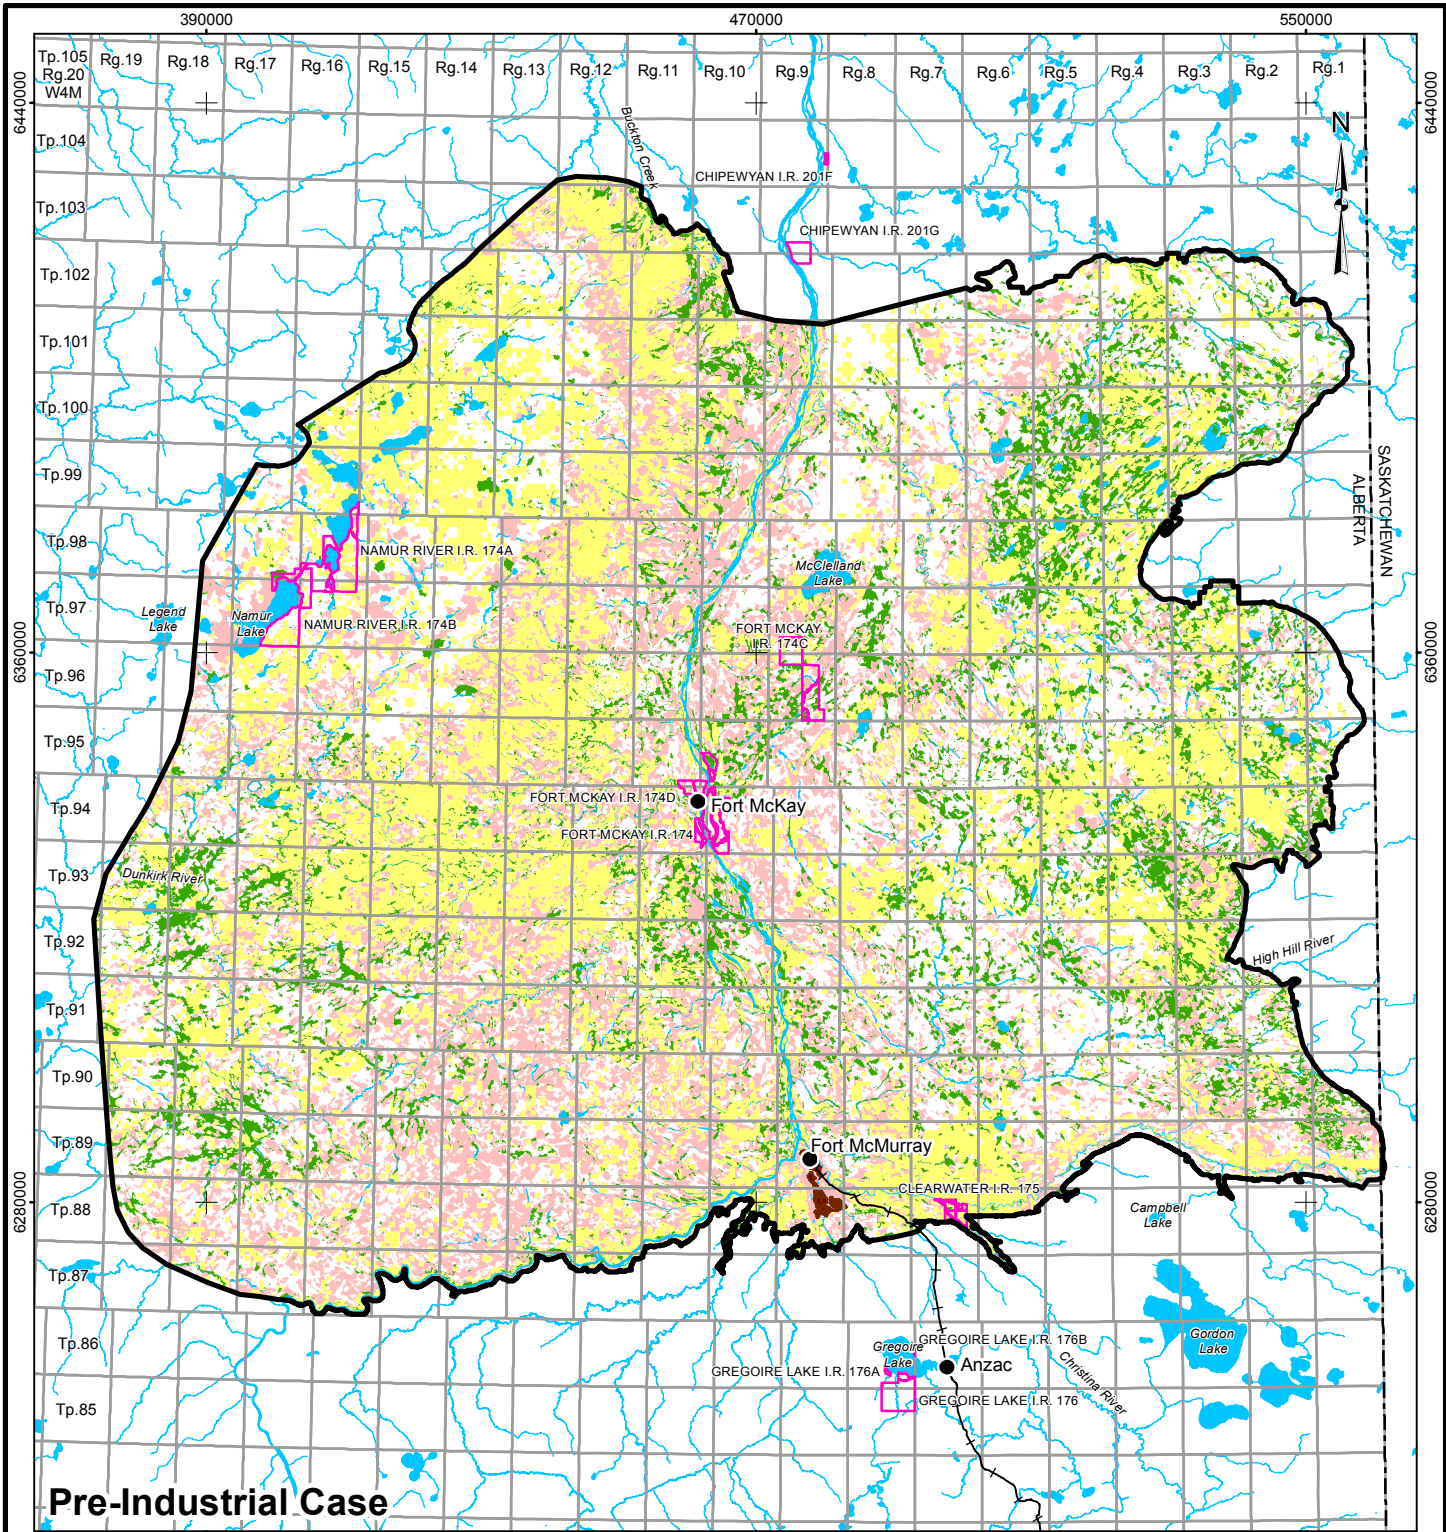 390000
470000
550000
Tp.105
Rg.20
W4M
Rg.19
Rg.18
Rg.17
Rg.16
Rg.15
Rg.14
Rg.13
Rg.12
Rg.11
Rg.10
Rg.9
Rg.8
Rg.7
Rg.6
Rg.5
Rg.4
Rg.3
Rg.2
Rg.1
6440000
6440000
N
Tp.104
Buckton Creek
CHIPEWYAN I.R. 201F
Tp.103
CHIPEWYAN I.R. 201G
Tp.102
Tp.101
Tp.100
Tp.99
SASKATCHEWAN
ALBERTA
Tp.98
NAMUR RIVER I.R. 174A
McClelland
Lake
Tp.97
Legend
Lake
Namur
Lake
NAMUR RIVER I.R. 174B
FORT MCKAY
I.R. 174C
6360000
6360000
Tp.96
Tp.95
Tp.94
FORT MCKAY I.R. 174D
Fort McKay
FORT MCKAY I.R.174
Tp.93
Dunkirk River
Tp.92
High Hill River
Tp.91
Tp.90
Tp.89
Fort McMurray
CLEARWATER I.R. 175
6280000
6280000
Tp.88
Campbell
Lake
Tp.87
Tp.86
Gregoire
Lake
GREGOIRE LAKE I.R. 176B
Gordon
Lake
Anzac
GREGOIRE LAKE I.R. 176A
Christina River
GREGOIRE LAKE I.R. 176
Tp.85
Pre-Industrial Case